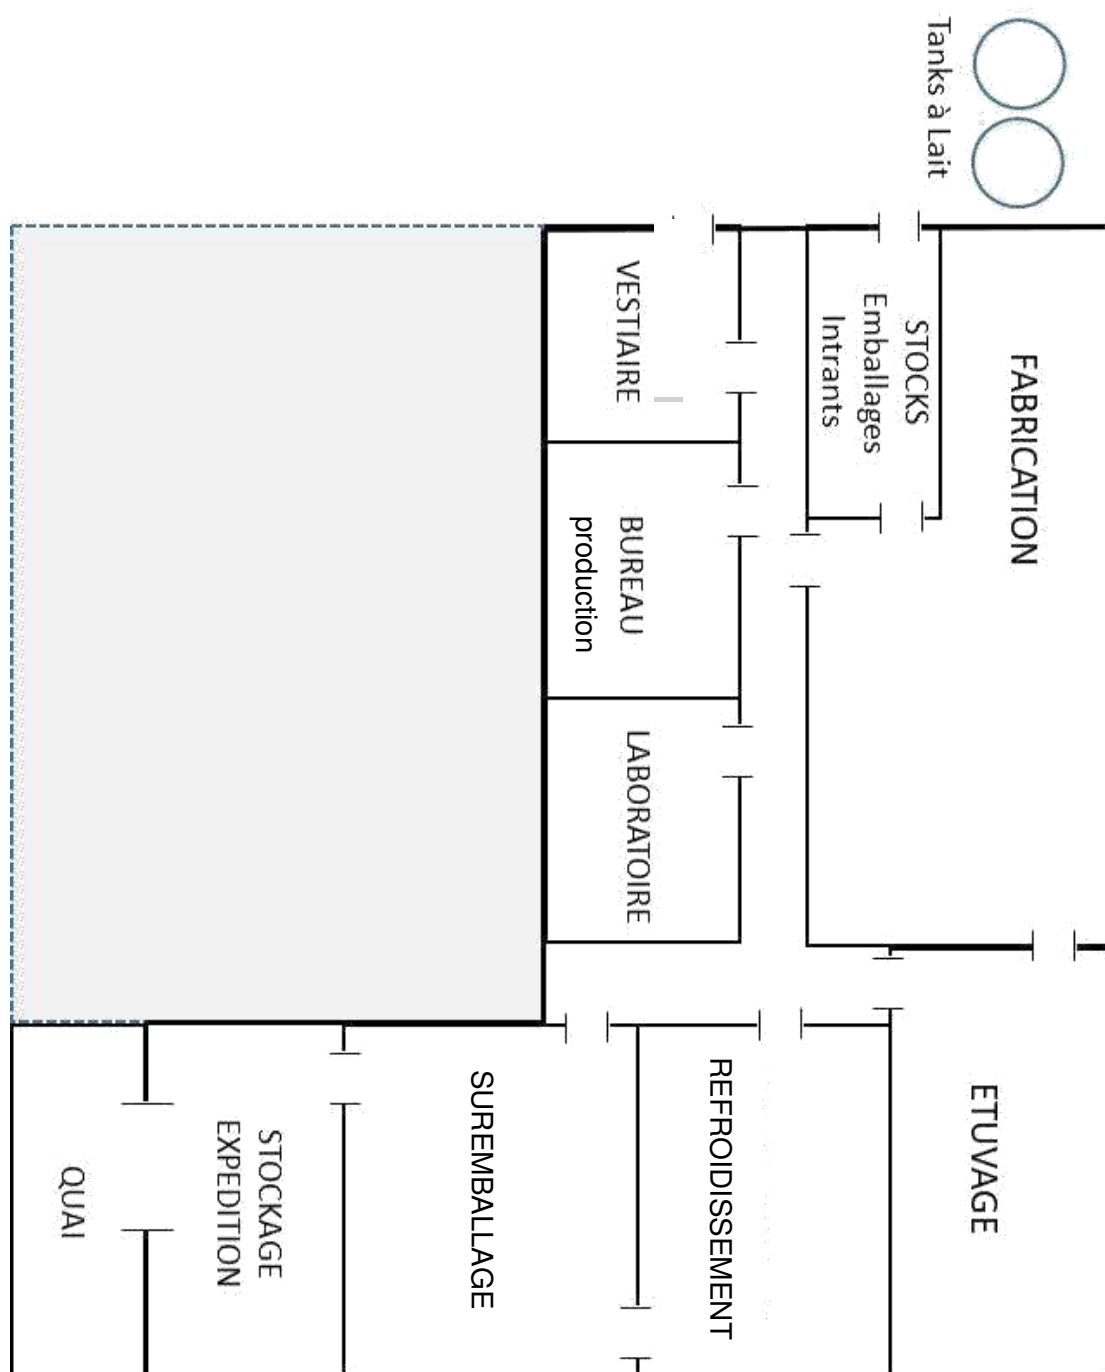 Tanks à Lait
FABRICATION
STOCKS
Emballages
Intrants
VESTIAIRE
BUREAU
production
LABORATOIRE
ETUVAGE
REFROIDISSEMENT
SUREMBALLAGE
STOCKAGE
EXPEDITION
QUAI